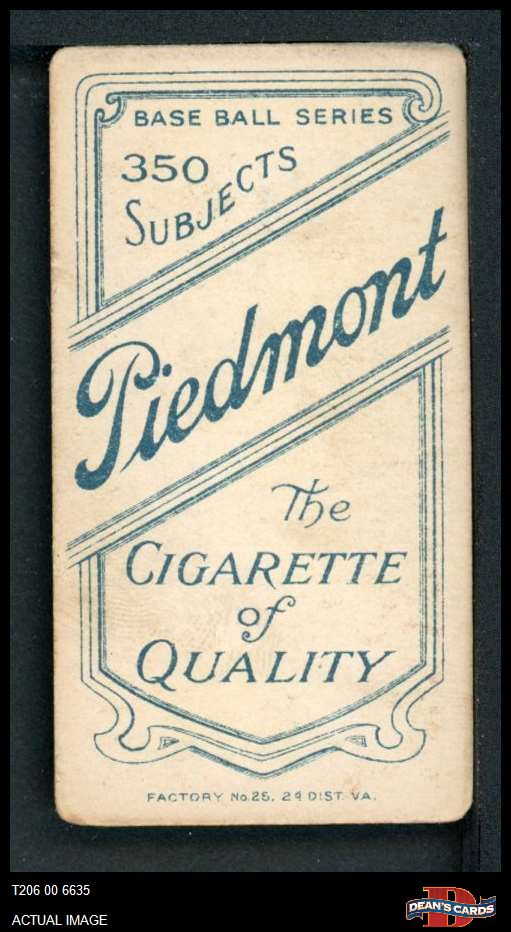 BASE BALL SERIES
350
SUBJECTS
Piedmont
The
CIGARETTE
of
QUALITY
FACTORY No.25, 2d DIST. VA.
T206 00 6635
ACTUAL IMAGE
D
DEAN'S CARDS